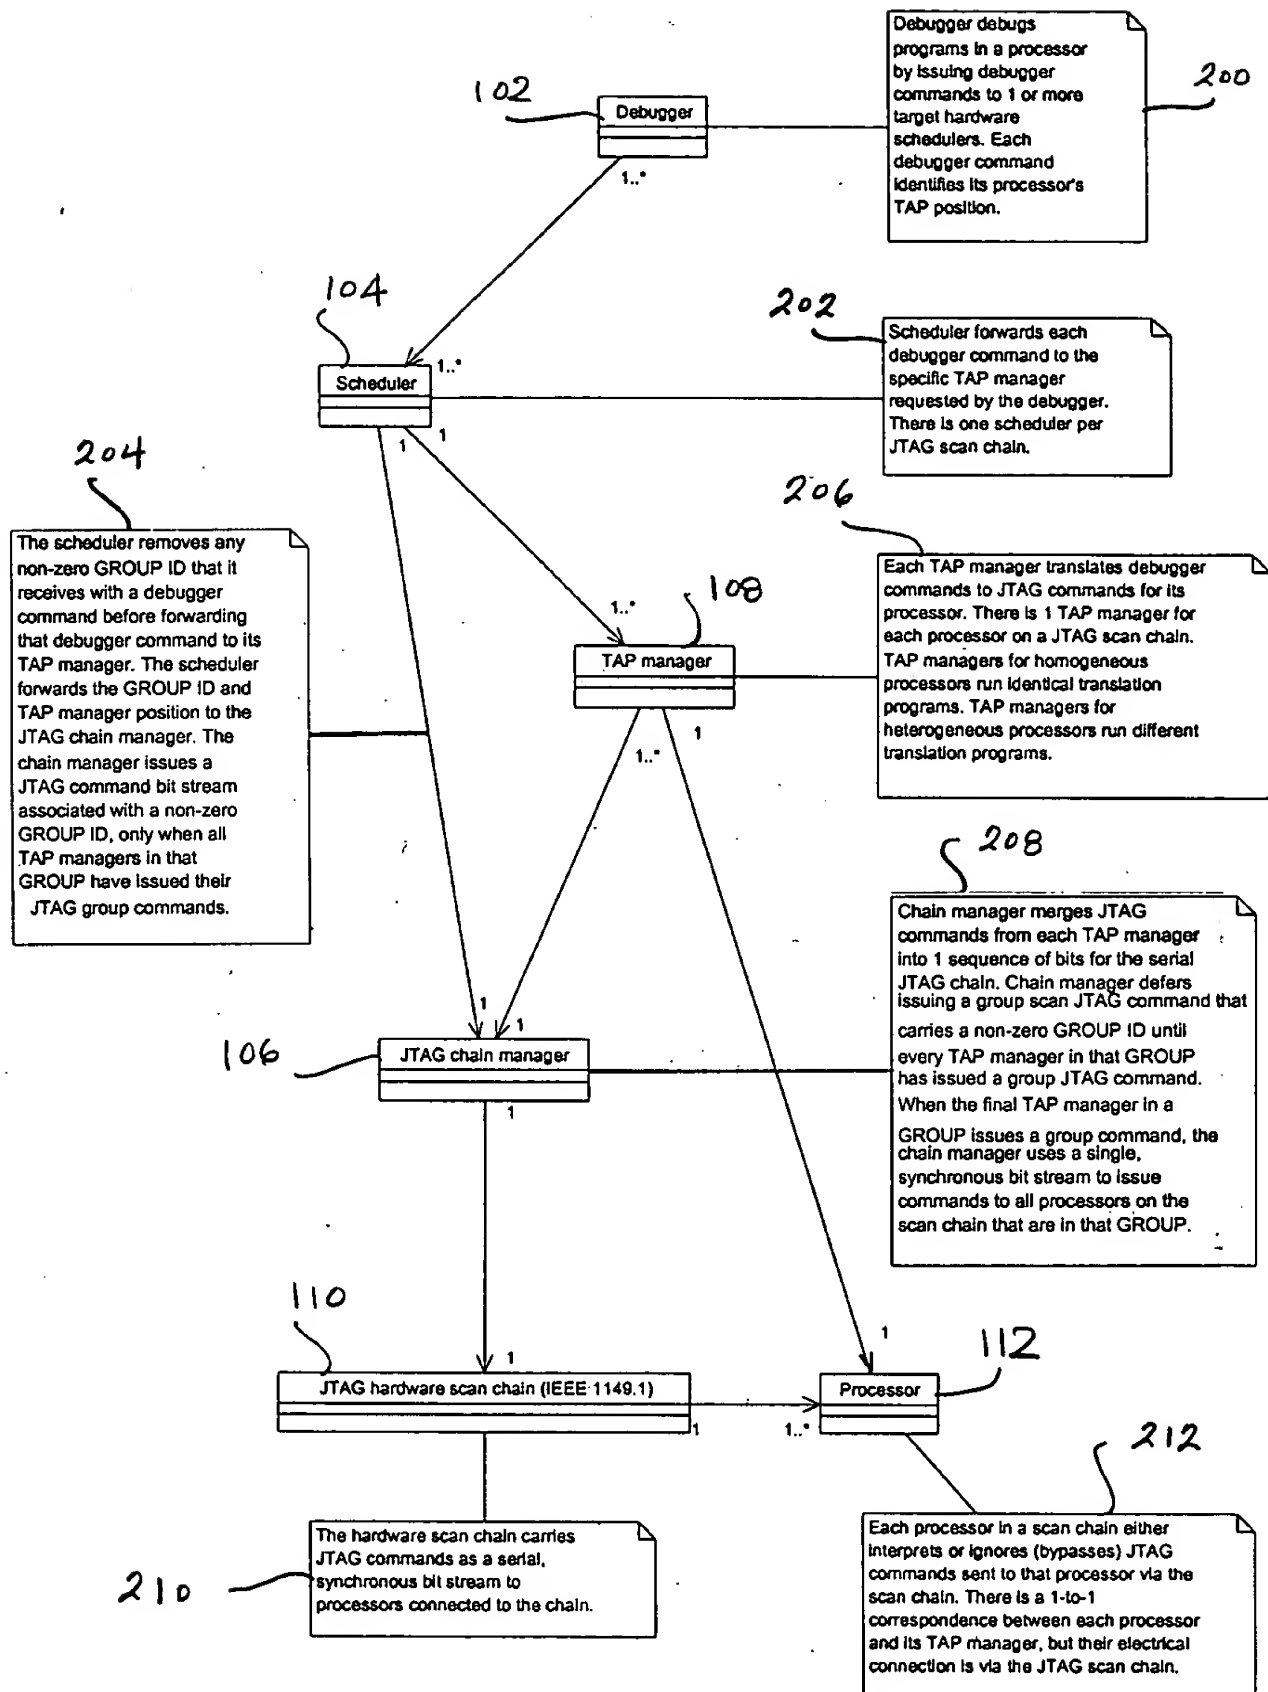 Debugger debugs
programs in a processor
by issuing debugger
commands to 1 or more
target hardware
schedulers. Each
debugger command
identifies its processor's
TAP position.
200
102
Debugger
1..*
104
1..*
Scheduler
1
1
202
Scheduler forwards each
debugger command to the
specific TAP manager
requested by the debugger.
There is one scheduler per
JTAG scan chain.
204
The scheduler removes any
non-zero GROUP ID that it
receives with a debugger
command before forwarding
that debugger command to its
TAP manager. The scheduler
forwards the GROUP ID and
TAP manager position to the
JTAG chain manager. The
chain manager issues a
JTAG command bit stream
associated with a non-zero
GROUP ID, only when all
TAP managers in that
GROUP have issued their
JTAG group commands.
206
Each TAP manager translates debugger
commands to JTAG commands for its
processor. There is 1 TAP manager for
each processor on a JTAG scan chain.
TAP managers for homogeneous
processors run identical translation
programs. TAP managers for
heterogeneous processors run different
translation programs.
108
1..*
TAP manager
1..*
1
208
Chain manager merges JTAG
commands from each TAP manager
into 1 sequence of bits for the serial
JTAG chain. Chain manager defers
issuing a group scan JTAG command that
carries a non-zero GROUP ID until
every TAP manager in that GROUP
has issued a group JTAG command.
When the final TAP manager in a
GROUP issues a group command, the
chain manager uses a single,
synchronous bit stream to issue
commands to all processors on the
scan chain that are in that GROUP.
1
1
106
JTAG chain manager
1
110
1
JTAG hardware scan chain (IEEE 1149.1)
1
1
112
Processor
1..*
210
The hardware scan chain carries
JTAG commands as a serial,
synchronous bit stream to
processors connected to the chain.
212
Each processor in a scan chain either
interprets or ignores (bypasses) JTAG
commands sent to that processor via the
scan chain. There is a 1-to-1
correspondence between each processor
and its TAP manager, but their electrical
connection is via the JTAG scan chain.